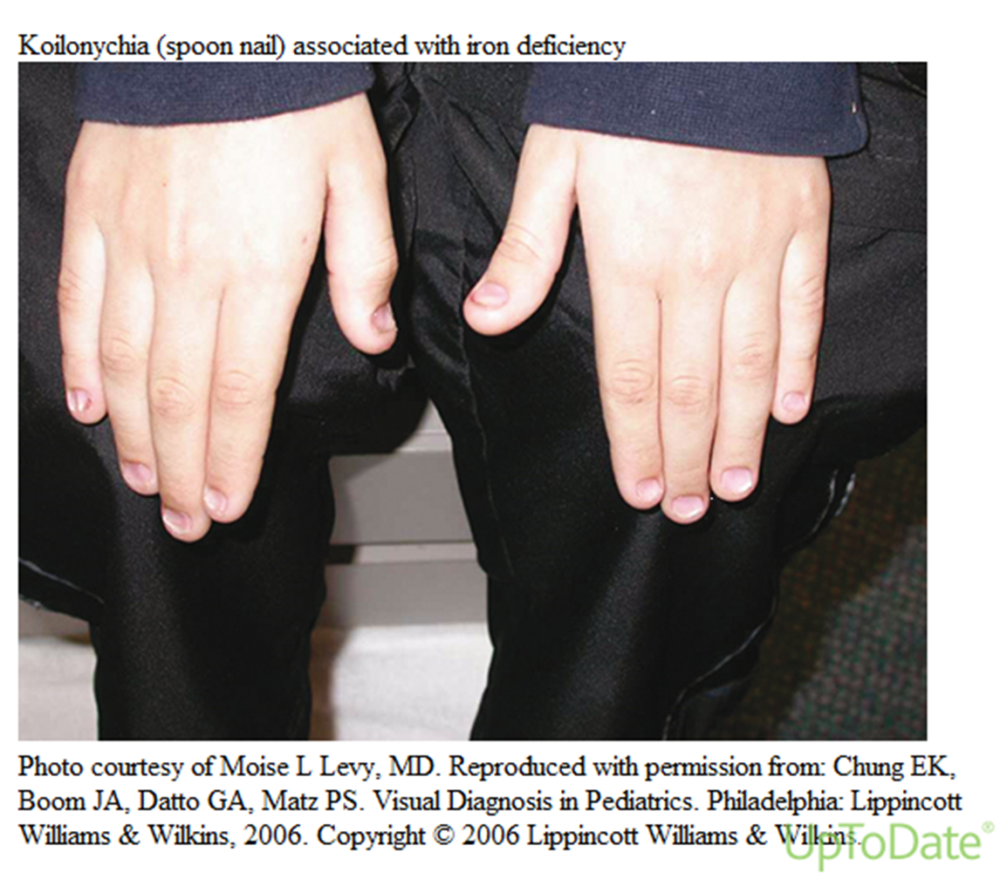 Koilonychia (spoon nail) associated with iron deficiency
Photo courtesy of Moise L Levy, MD. Reproduced with permission from: Chung EK,
Boom JA, Datto GA, Matz PS. Visual Diagnosis in Pediatrics. Philadelphia: Lippincott
Williams & Wilkins, 2006. Copyright © 2006 Lippincott Williams & Wilkins.
UpToDate®